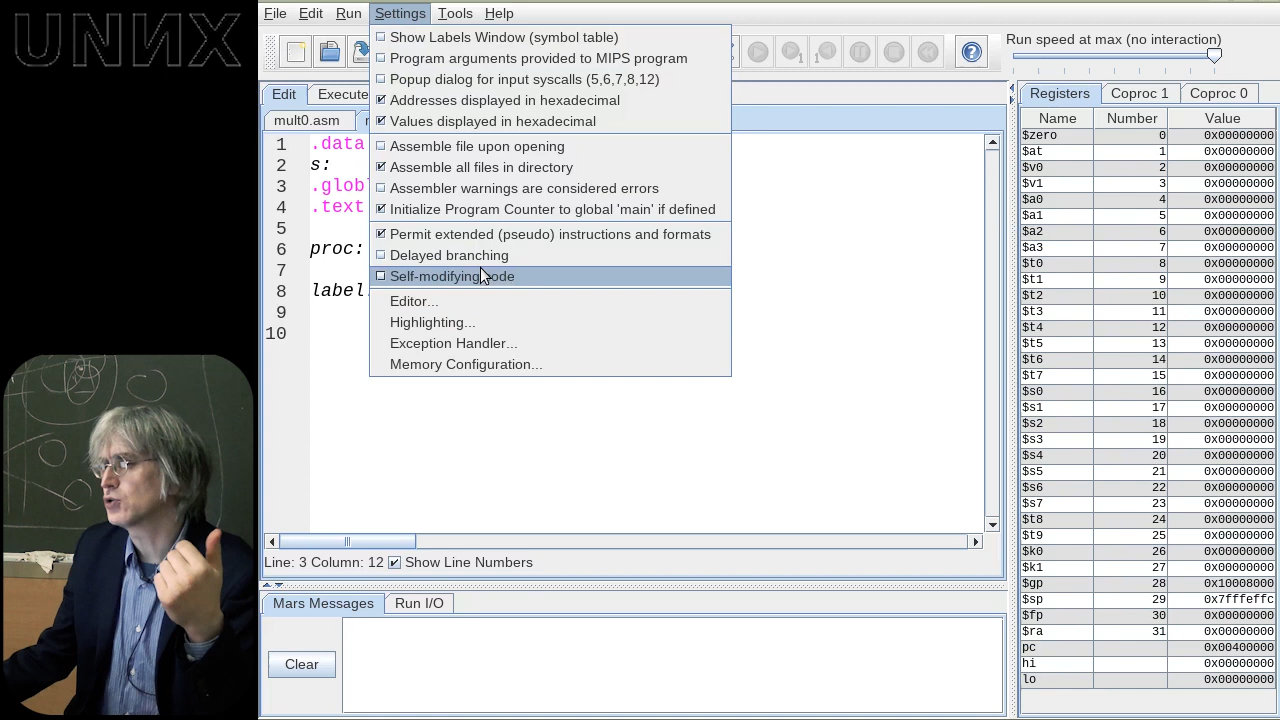 UNIX
File Edit Run Settings Tools Help
Run speed at max (no interaction)
Show Labels Window (symbol table)
Program arguments provided to MIPS program
Popup dialog for input syscalls (5,6,7,8,12)
Addresses displayed in hexadecimal
Values displayed in hexadecimal
Assemble file upon opening
Assemble all files in directory
Assembler warnings are considered errors
Initialize Program Counter to global 'main' if defined
Permit extended (pseudo) instructions and formats
Delayed branching
Self-modifying code
Editor...
Highlighting...
Exception Handler...
Memory Configuration...
Edit Execute
mult0.asm
1 .data
2 s:
3 .glob
4 .text
5
6 proc:
7
8 label
9
10
Line: 3 Column: 12 Show Line Numbers
Mars Messages Run I/O
Clear
Registers Coproc 1 Coproc 0
Name Number Value
$zero 0 0x00000000
$at 1 0x00000000
$v0 2 0x00000000
$v1 3 0x00000000
$a0 4 0x00000000
$a1 5 0x00000000
$a2 6 0x00000000
$a3 7 0x00000000
$t0 8 0x00000000
$t1 9 0x00000000
$t2 10 0x00000000
$t3 11 0x00000000
$t4 12 0x00000000
$t5 13 0x00000000
$t6 14 0x00000000
$t7 15 0x00000000
$s0 16 0x00000000
$s1 17 0x00000000
$s2 18 0x00000000
$s3 19 0x00000000
$s4 20 0x00000000
$s5 21 0x00000000
$s6 22 0x00000000
$s7 23 0x00000000
$t8 24 0x00000000
$t9 25 0x00000000
$k0 26 0x00000000
$k1 27 0x00000000
$gp 28 0x10008000
$sp 29 0x7fffeffc
$fp 30 0x00000000
$ra 31 0x00000000
pc 0x00400000
hi 0x00000000
lo 0x00000000